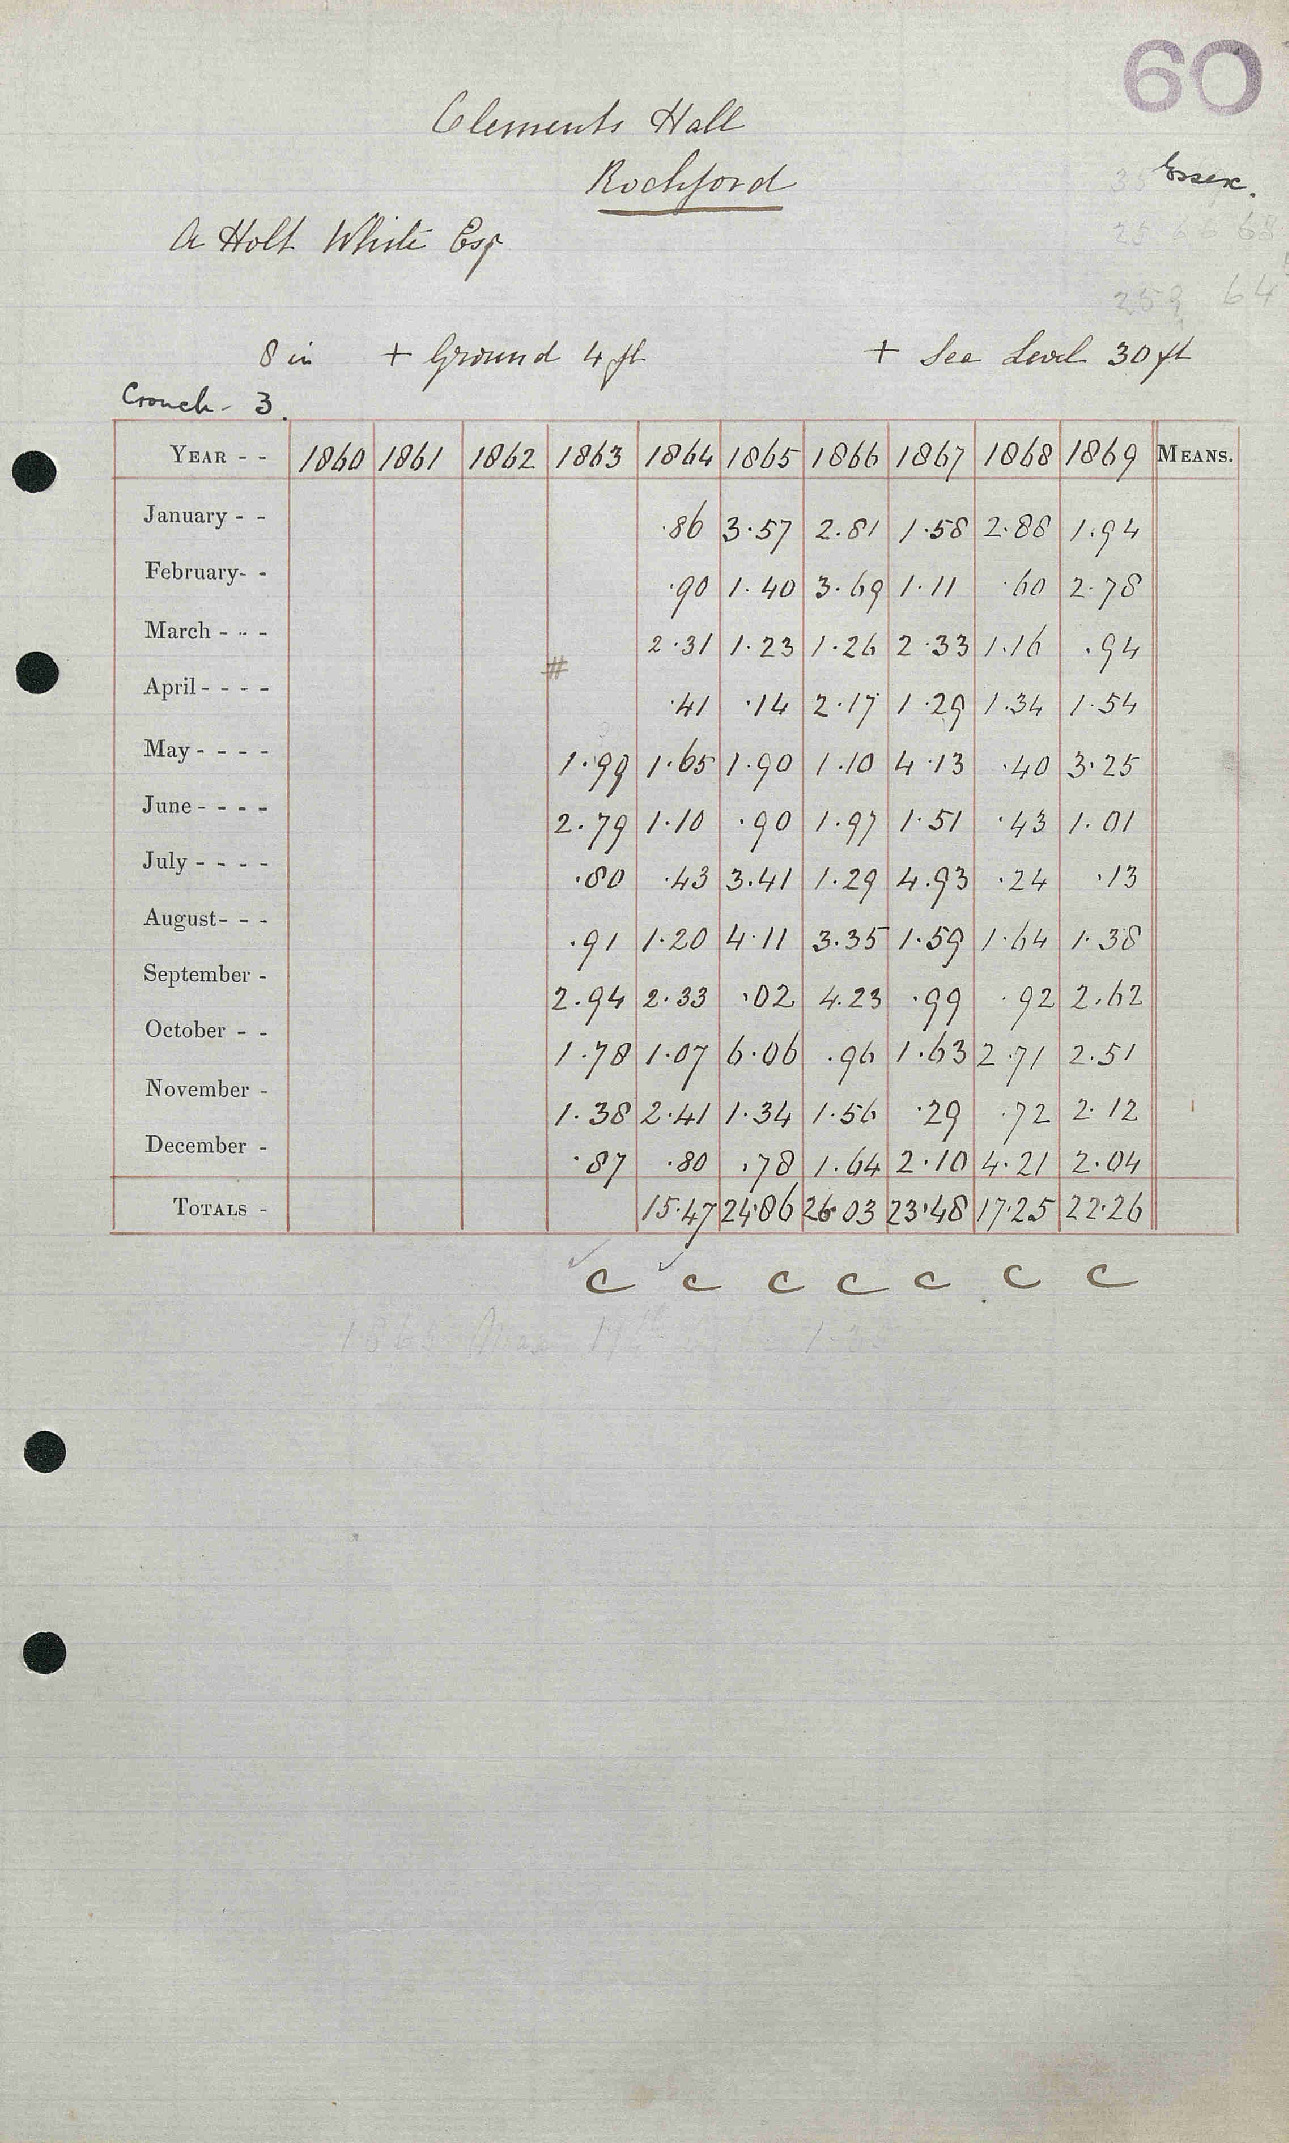 60
Clements Hall
Essex.
Rochford
A Holt White Esq
64
8 in + Ground 4 ft + Sea Level 30 ft
Crouch - 3.
YEAR - - 1860 1861 1862 1863 1864 1865 1866 1867 1868 1869 MEANS.
January - - ·86 3·57 2.81 1·58 2·88 1·94
February- - ·90 1·40 3·69 1·11 ·60 2·78
March - - - 2·31 1·23 1·26 2·33 1·16 ·94
#
April - - - - ·41 ·14 2·17 1·29 1·34 1·54
May - - - - 1·99 1·65 1·90 1·10 4·13 ·40 3·25
June - - - - 2·79 1·10 ·90 1·97 1·51 ·43 1·01
July - - - - ·80 ·43 3·41 1·29 4·93 ·24 ·13
August- - - ·91 1·20 4·11 3·35 1·59 1·64 1·38
September - 2·94 2·33 ·02 4·23 ·99 ·92 2·62
October - - 1·78 1·07 6·06 ·96 1·63 2·71 2·51
November - 1·38 2·41 1·34 1·56 ·29 ·72 2·12
December - ·87 ·80 ·78 1·64 2·10 4·21 2·04
TOTALS - 15·47 24·86 26·03 23·48 17·25 22·26
C C C C C C C